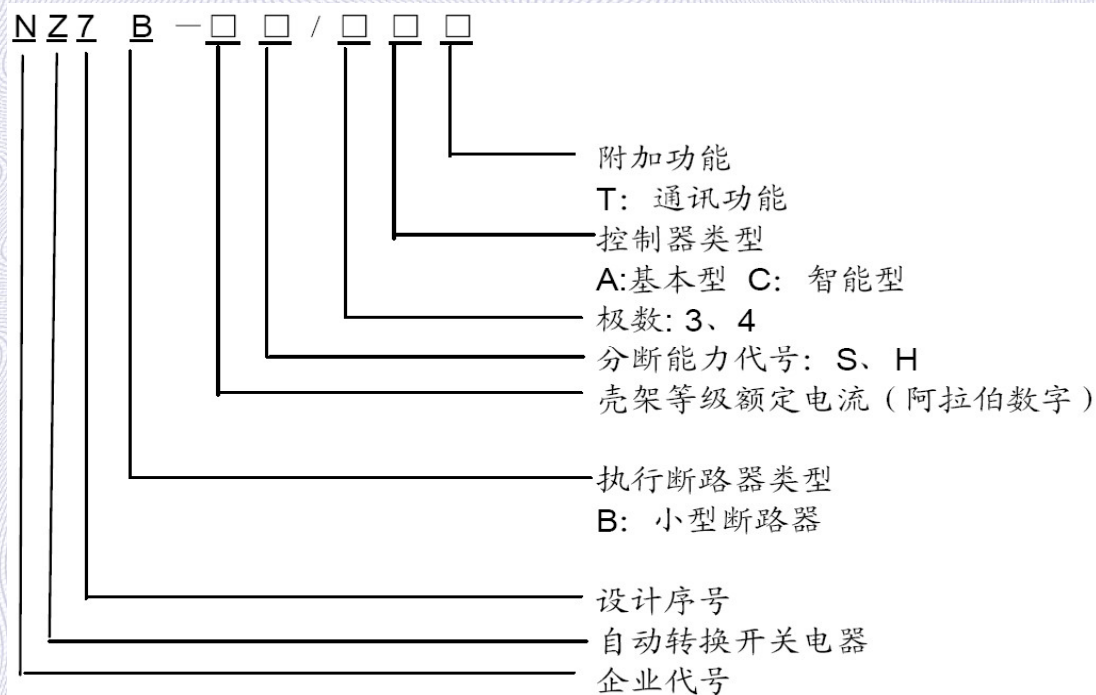 NZ7 B－□□/□□□
附加功能
T： 通讯功能
控制器类型
A:基本型 C： 智能型
极数: 3、4
分断能力代号：S、H
壳架等级额定电流（阿拉伯数字）
执行断路器类型
B： 小型断路器
设计序号
自动转换开关电器
企业代号